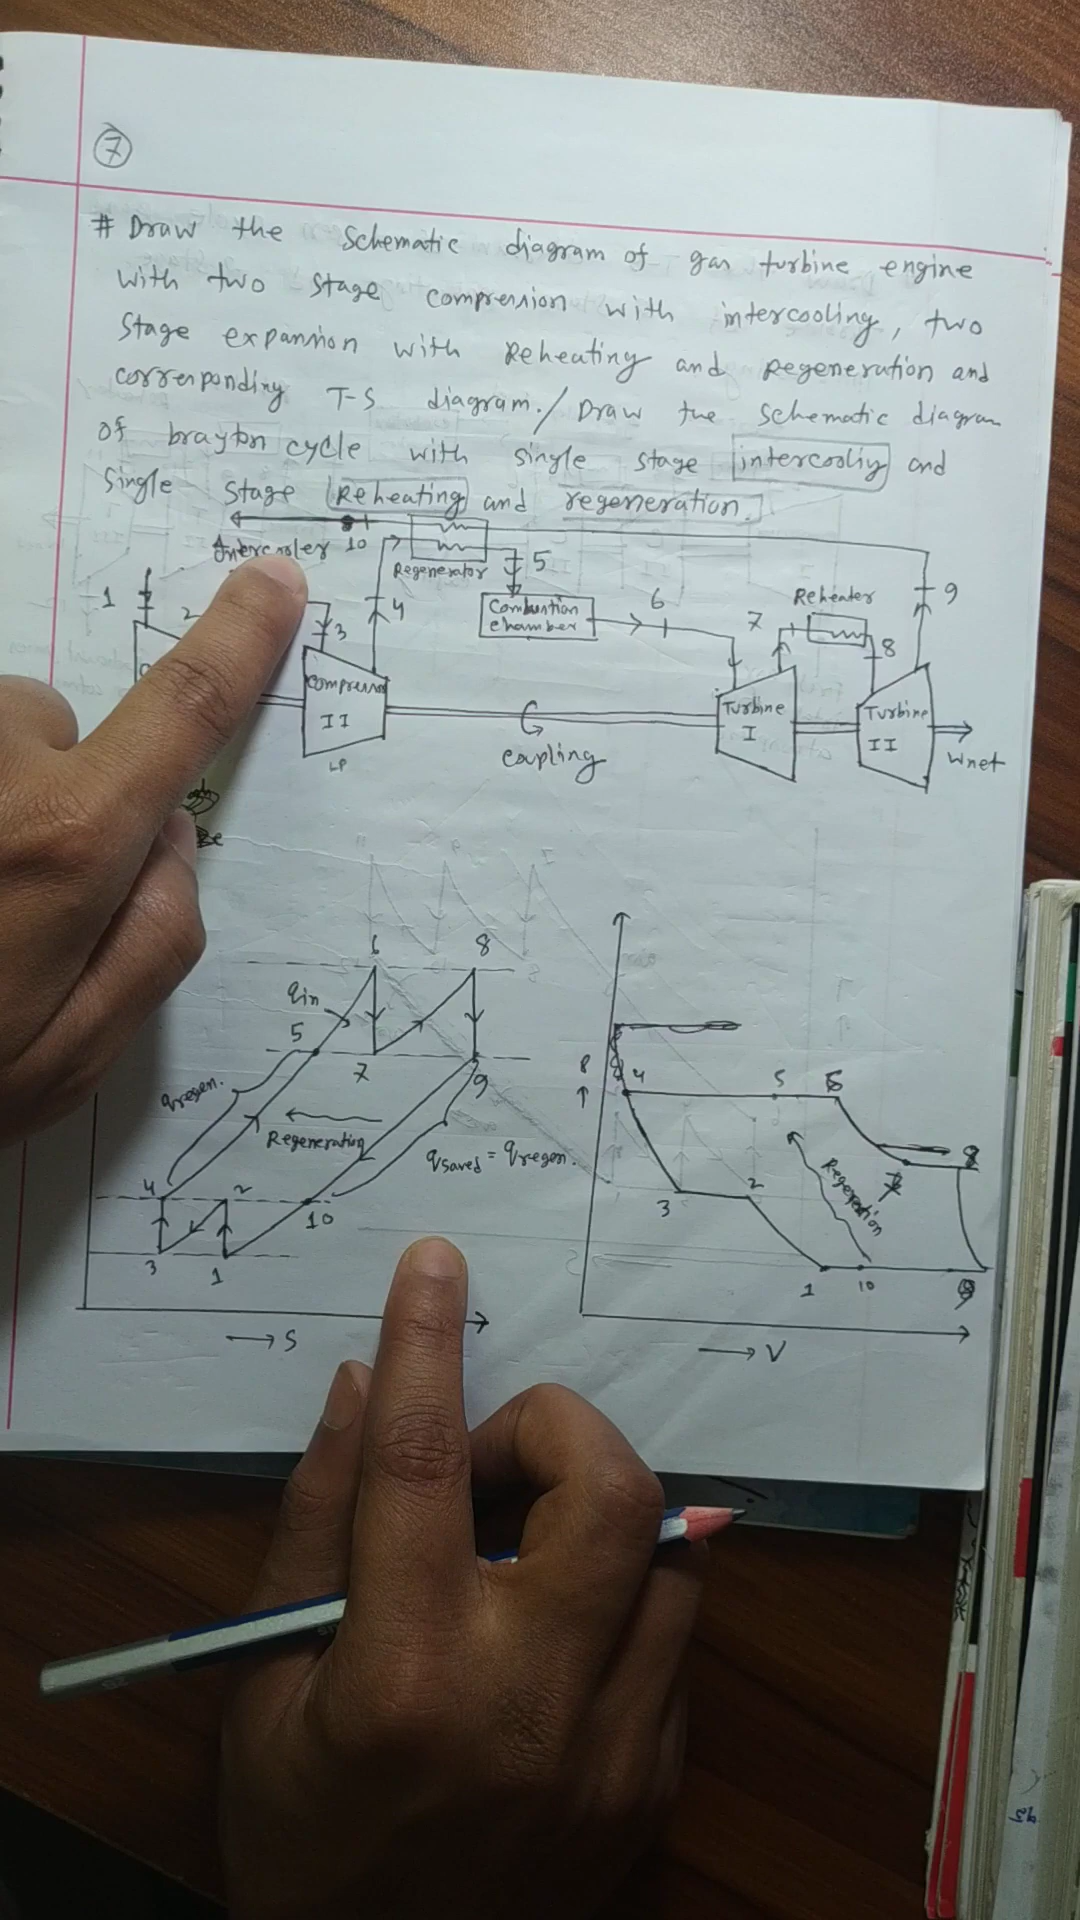 7
# Draw the Schematic diagram of gas turbine engine
with two stage compression with intercooling, two
Stage expansion with Reheating and Regeneration and
corresponding T-S diagram. / Draw the schematic diagram
of brayton cycle with single stage intercooling and
Single stage Reheating and regeneration.
Intercooler 10
Regenerator
5
1
2
3
4
Combustion
chamber
6
7
Reheater
8
9
Compressor
II
LP
coupling
Turbine
I
Turbine
II
Wnet
6
8
qin
5
7
9
qregen.
Regeneration
qsaved = qregen.
4
2
10
3
1
→ S
8
↑
4
5
6
7
8
Regeneration
3
2
1
10
9
→ V